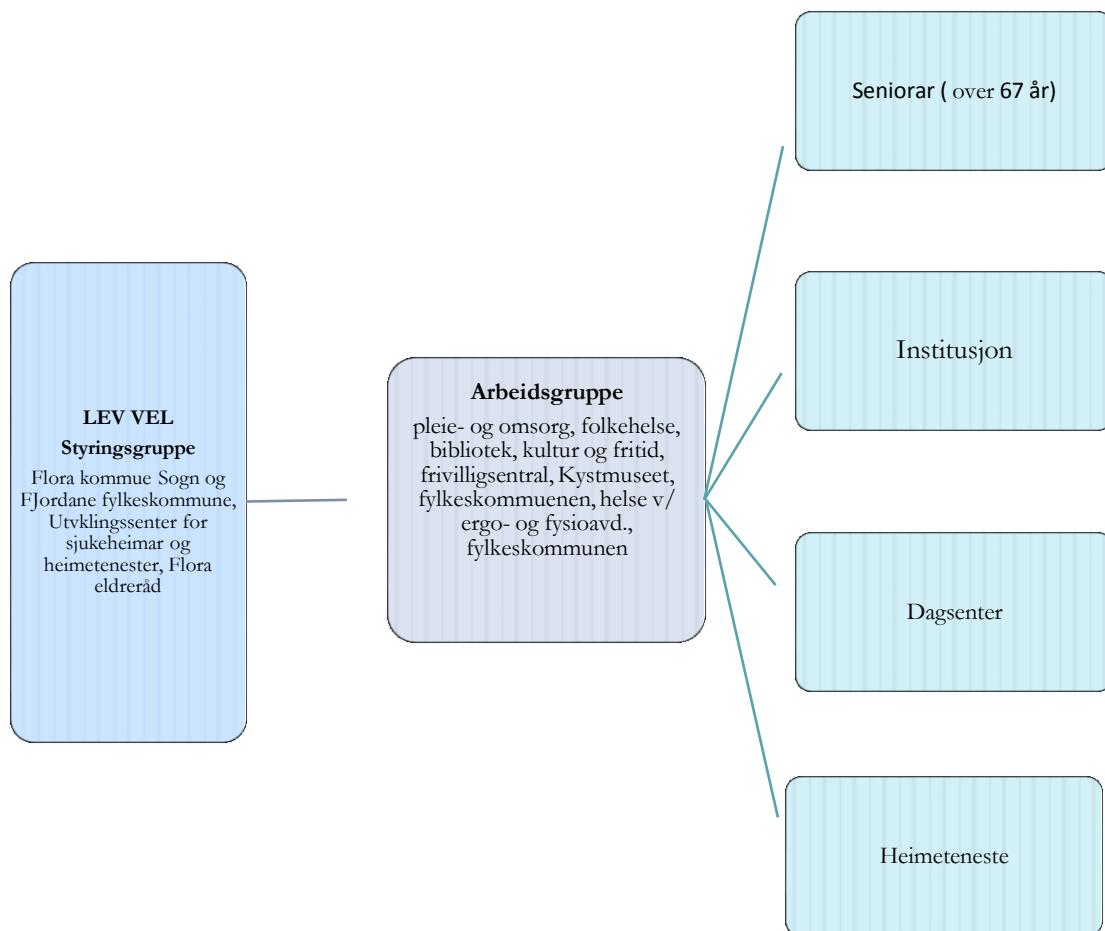 LEV VEL
Styringsgruppe
Flora kommue Sogn og
FJordane fylkeskommune,
Utvklingssenter for
sjukeheimar og
heimetenester, Flora
eldreråd
Arbeidsgruppe
pleie- og omsorg, folkehelse,
bibliotek, kultur og fritid,
frivilligsentral, Kystmuseet,
fylkeskommuenen, helse v/
ergo- og fysioavd.,
fylkeskommunen
Seniorar ( over 67 år)
Institusjon
Dagsenter
Heimeteneste